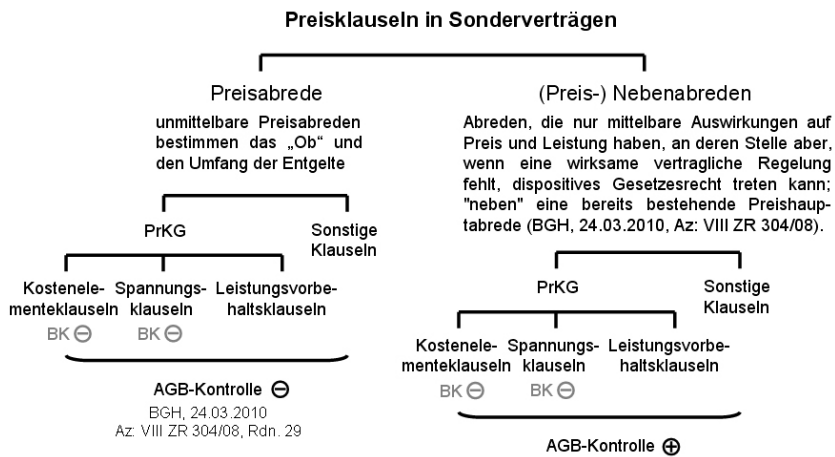 Preisklauseln in Sonderverträgen
Preisabrede
unmittelbare Preisabreden
bestimmen das „Ob“ und
den Umfang der Entgelte
PrKG
Sonstige
Klauseln
Kostenele-
menteklauseln
BK ⊖
Spannungs-
klauseln
BK ⊖
Leistungsvorbe-
haltsklauseln
AGB-Kontrolle ⊖
BGH, 24.03.2010
Az: VIII ZR 304/08, Rdn. 29
(Preis-) Nebenabreden
Abreden, die nur mittelbare Auswirkungen auf
Preis und Leistung haben, an deren Stelle aber,
wenn eine wirksame vertragliche Regelung
fehlt, dispositives Gesetzesrecht treten kann;
"neben" eine bereits bestehende Preishaup-
tabrede (BGH, 24.03.2010, Az: VIII ZR 304/08).
PrKG
Sonstige
Klauseln
Kostenele-
menteklauseln
BK ⊖
Spannungs-
klauseln
BK ⊖
Leistungsvorbe-
haltsklauseln
AGB-Kontrolle ⊕